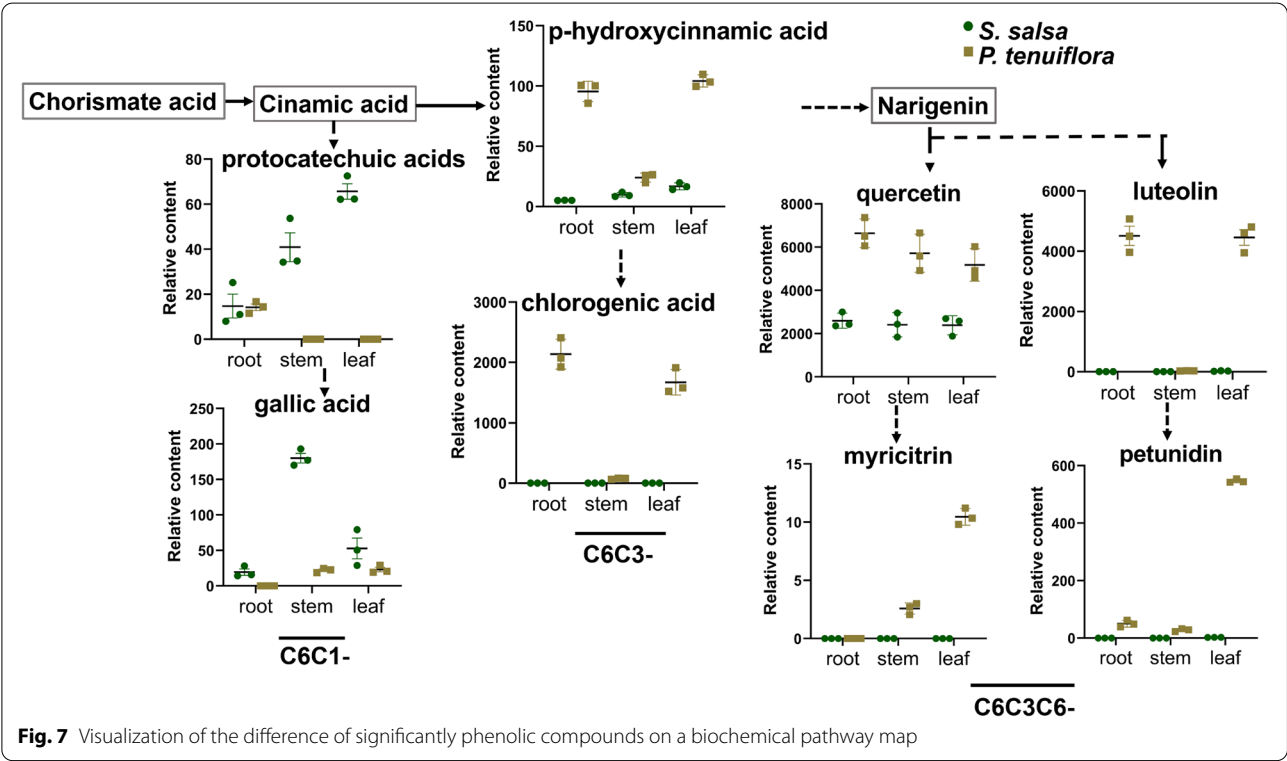 p-hydroxycinnamic acid
S. salsa
P. tenuiflora
Chorismate acid
Cinamic acid
Narigenin
150
100
50
0
Relative content
root stem leaf
protocatechuic acids
80
60
40
20
0
Relative content
root stem leaf
gallic acid
250
200
150
100
50
0
Relative content
root stem leaf
C6C1-
chlorogenic acid
3000
2000
1000
0
Relative content
root stem leaf
C6C3-
quercetin
8000
6000
4000
2000
0
Relative content
root stem leaf
luteolin
6000
4000
2000
0
Relative content
root stem leaf
myricitrin
15
10
5
0
Relative content
root stem leaf
petunidin
600
400
200
0
Relative content
root stem leaf
C6C3C6-
Fig. 7 Visualization of the difference of significantly phenolic compounds on a biochemical pathway map